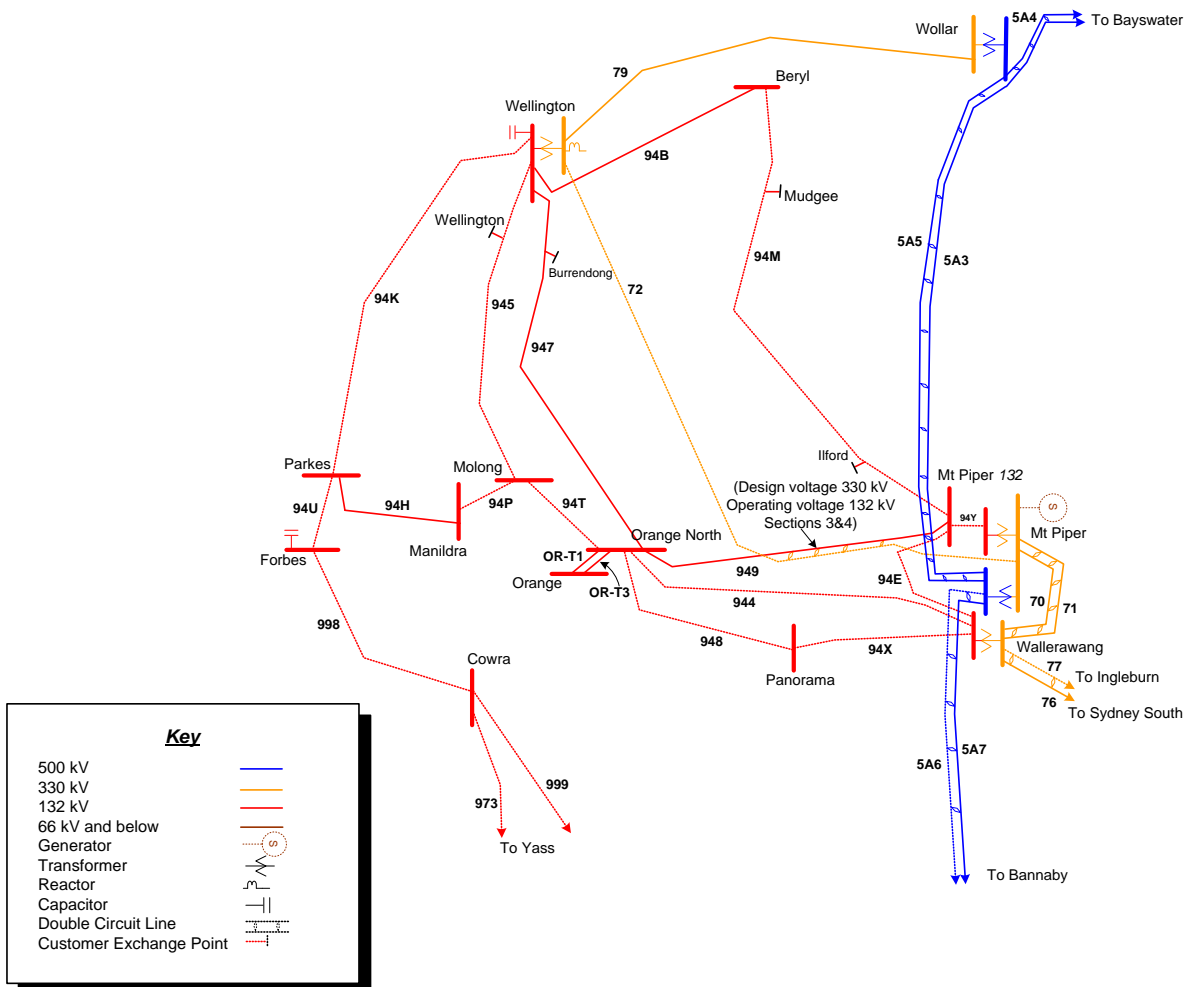 5A4
To Bayswater
Wollar
79
Beryl
Wellington
94B
Mudgee
Wellington
Burrendong
94M
5A5
5A3
72
94K
945
947
Ilford
Parkes
Molong
(Design voltage 330 kV
Operating voltage 132 kV
Sections 3&4)
Mt Piper 132
94U
94H
94P
94T
94Y
S
Mt Piper
Manildra
Orange North
Forbes
OR-T1
Orange
OR-T3
949
94E
944
70
71
998
948
94X
Wallerawang
Cowra
Panorama
77
To Ingleburn
76
To Sydney South
Key
500 kV
330 kV
132 kV
66 kV and below
Generator
S
Transformer
Reactor
Capacitor
Double Circuit Line
Customer Exchange Point
973
999
To Yass
5A6
5A7
To Bannaby